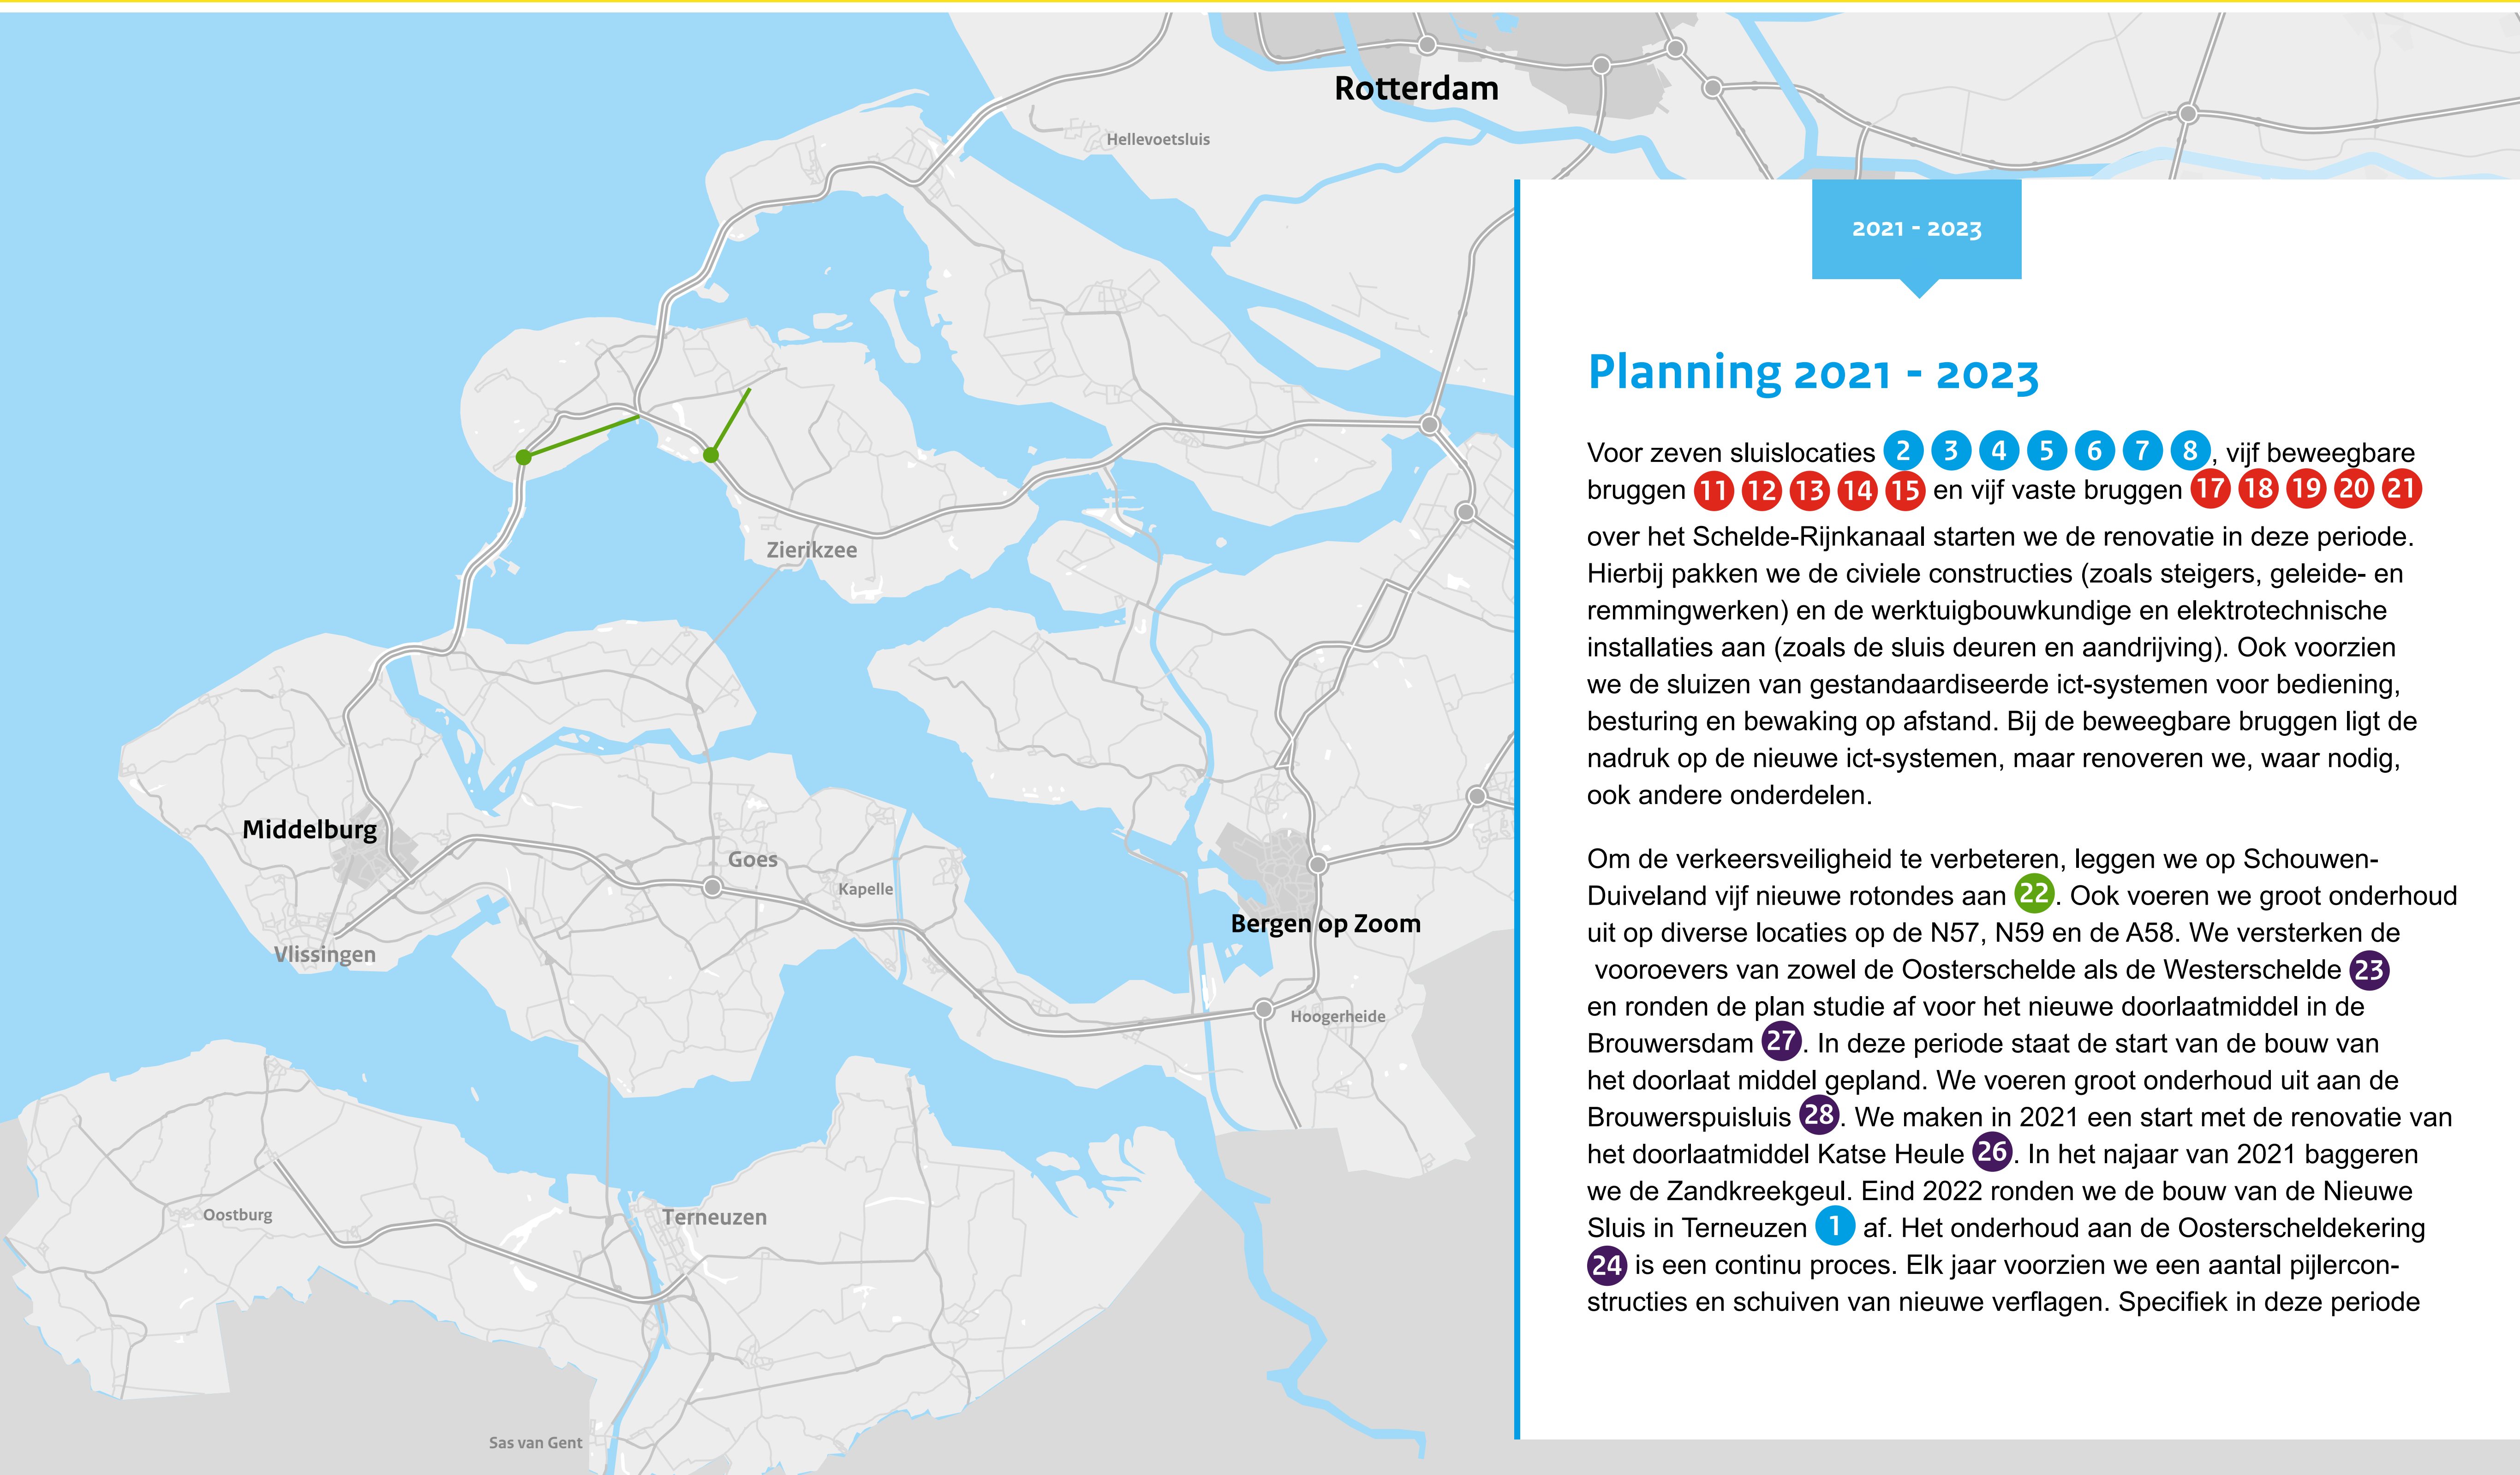 Rotterdam
Hellevoetsluis
Zierikzee
Middelburg
Goes
Kapelle
Vlissingen
Bergen op Zoom
Hoogerheide
Oostburg
Terneuzen
Sas van Gent
2021 - 2023
Planning 2021 - 2023
Voor zeven sluislocaties 2 3 4 5 6 7 8, vijf beweegbare
bruggen 11 12 13 14 15 en vijf vaste bruggen 17 18 19 20 21
over het Schelde-Rijnkanaal starten we de renovatie in deze periode.
Hierbij pakken we de civiele constructies (zoals steigers, geleide- en
remmingwerken) en de werktuigbouwkundige en elektrotechnische
installaties aan (zoals de sluis deuren en aandrijving). Ook voorzien
we de sluizen van gestandaardiseerde ict-systemen voor bediening,
besturing en bewaking op afstand. Bij de beweegbare bruggen ligt de
nadruk op de nieuwe ict-systemen, maar renoveren we, waar nodig,
ook andere onderdelen.
Om de verkeersveiligheid te verbeteren, leggen we op Schouwen-
Duiveland vijf nieuwe rotondes aan 22. Ook voeren we groot onderhoud
uit op diverse locaties op de N57, N59 en de A58. We versterken de
vooroevers van zowel de Oosterschelde als de Westerschelde 23
en ronden de plan studie af voor het nieuwe doorlaatmiddel in de
Brouwersdam 27. In deze periode staat de start van de bouw van
het doorlaat middel gepland. We voeren groot onderhoud uit aan de
Brouwerspuisluis 28. We maken in 2021 een start met de renovatie van
het doorlaatmiddel Katse Heule 26. In het najaar van 2021 baggeren
we de Zandkreekgeul. Eind 2022 ronden we de bouw van de Nieuwe
Sluis in Terneuzen 1 af. Het onderhoud aan de Oosterscheldekering
24 is een continu proces. Elk jaar voorzien we een aantal pijlercon-
structies en schuiven van nieuwe verflagen. Specifiek in deze periode